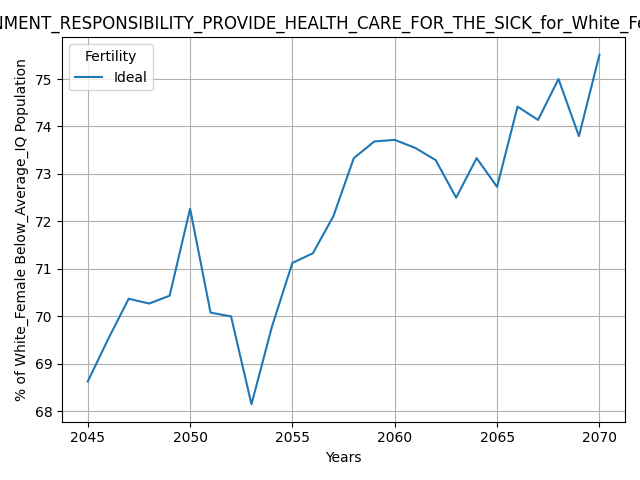 NMENT_RESPONSIBILITY_PROVIDE_HEALTH_CARE_FOR_THE_SICK_for_White_Fe
Fertility
Ideal
% of White_Female Below_Average_IQ Population
75
74
73
72
71
70
69
68
2045 2050 2055 2060 2065 2070
Years